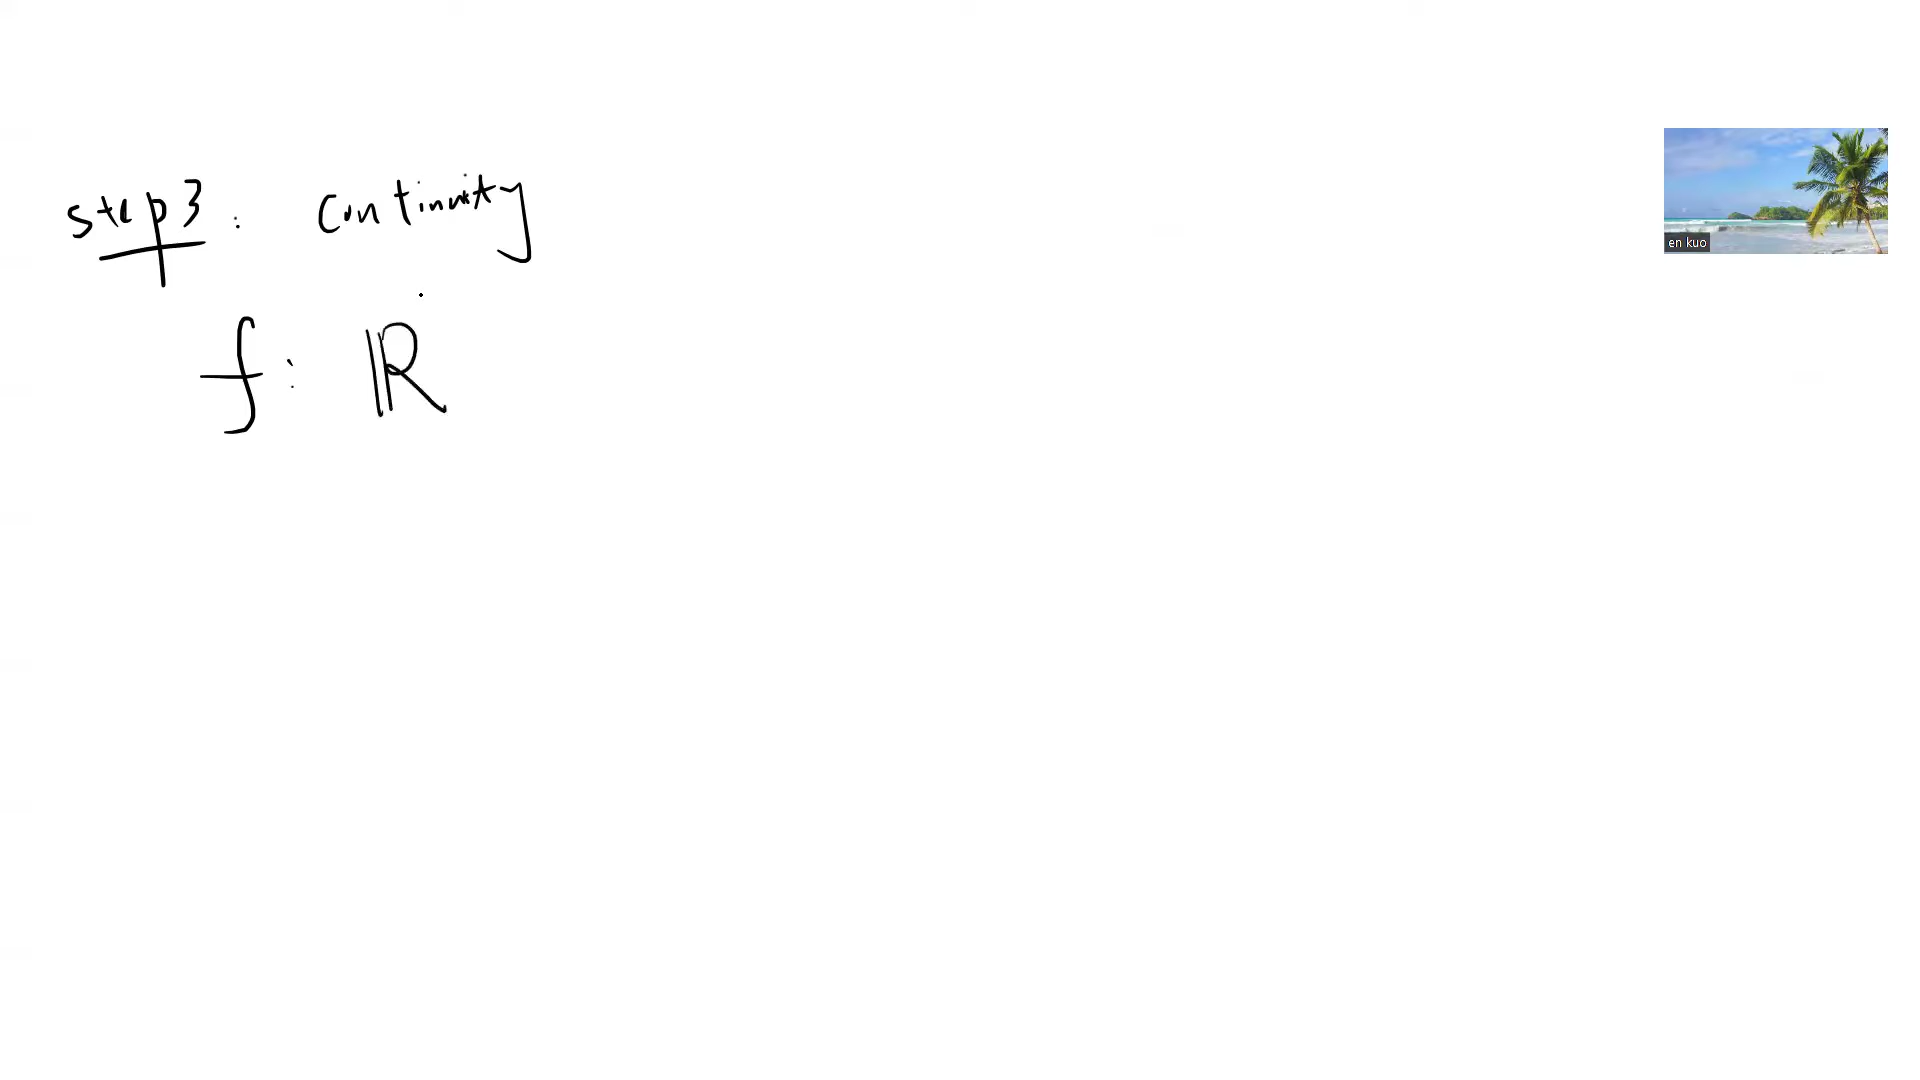 step3: Continuity
f: ℝ
en kuo